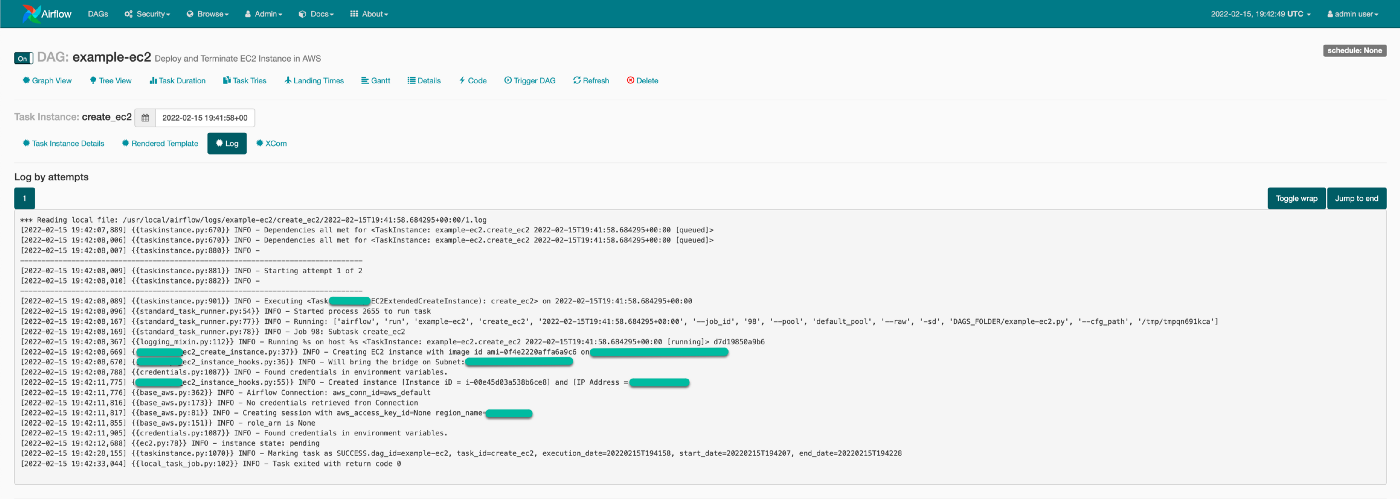 Airflow DAGs Security Browse Admin Docs About 2022-02-15, 19:42:49 UTC admin user
On DAG: example-ec2 Deploy and Terminate EC2 Instance in AWS schedule: None
Graph View Tree View Task Duration Task Tries Landing Times Gantt Details Code Trigger DAG Refresh Delete
Task Instance: create_ec2 2022-02-15 19:41:58+00
Task Instance Details Rendered Template Log XCom
Log by attempts
1 Toggle wrap Jump to end
*** Reading local file: /usr/local/airflow/logs/example-ec2/create_ec2/2022-02-15T19:41:58.684295+00:00/1.log
[2022-02-15 19:42:07,889] {{taskinstance.py:670}} INFO - Dependencies all met for <TaskInstance: example-ec2.create_ec2 2022-02-15T19:41:58.684295+00:00 [queued]>
[2022-02-15 19:42:08,006] {{taskinstance.py:670}} INFO - Dependencies all met for <TaskInstance: example-ec2.create_ec2 2022-02-15T19:41:58.684295+00:00 [queued]>
[2022-02-15 19:42:08,007] {{taskinstance.py:880}} INFO -
--------------------------------------------------------------------------------
[2022-02-15 19:42:08,009] {{taskinstance.py:881}} INFO - Starting attempt 1 of 2
[2022-02-15 19:42:08,010] {{taskinstance.py:882}} INFO -
--------------------------------------------------------------------------------
[2022-02-15 19:42:08,089] {{taskinstance.py:901}} INFO - Executing <Task EC2ExtendedCreateInstance): create_ec2> on 2022-02-15T19:41:58.684295+00:00
[2022-02-15 19:42:08,096] {{standard_task_runner.py:54}} INFO - Started process 2655 to run task
[2022-02-15 19:42:08,167] {{standard_task_runner.py:77}} INFO - Running: ['airflow', 'run', 'example-ec2', 'create_ec2', '2022-02-15T19:41:58.684295+00:00', '--job_id', '98', '--pool', 'default_pool', '--raw', '-sd', 'DAGS_FOLDER/example-ec2.py', '--cfg_path', '/tmp/tmpqn691kca']
[2022-02-15 19:42:08,169] {{standard_task_runner.py:78}} INFO - Job 98: Subtask create_ec2
[2022-02-15 19:42:08,367] {{logging_mixin.py:112}} INFO - Running %s on host %s <TaskInstance: example-ec2.create_ec2 2022-02-15T19:41:58.684295+00:00 [running]> d7d19850a9b6
[2022-02-15 19:42:08,669] { ec2_create_instance.py:37}} INFO - Creating EC2 instance with image id ami-0f4e2220affa6a9c6 on
[2022-02-15 19:42:08,670] { ec2_instance_hooks.py:36}} INFO - Will bring the bridge on Subnet:
[2022-02-15 19:42:08,788] {{credentials.py:1087}} INFO - Found credentials in environment variables.
[2022-02-15 19:42:11,775] { ec2_instance_hooks.py:55}} INFO - Created instance [Instance iD = i-00e45d03a538b6ce8] and [IP Address =
[2022-02-15 19:42:11,776] {{base_aws.py:362}} INFO - Airflow Connection: aws_conn_id=aws_default
[2022-02-15 19:42:11,816] {{base_aws.py:173}} INFO - No credentials retrieved from Connection
[2022-02-15 19:42:11,817] {{base_aws.py:81}} INFO - Creating session with aws_access_key_id=None region_name=
[2022-02-15 19:42:11,855] {{base_aws.py:151}} INFO - role_arn is None
[2022-02-15 19:42:11,905] {{credentials.py:1087}} INFO - Found credentials in environment variables.
[2022-02-15 19:42:12,688] {{ec2.py:78}} INFO - instance state: pending
[2022-02-15 19:42:28,155] {{taskinstance.py:1070}} INFO - Marking task as SUCCESS.dag_id=example-ec2, task_id=create_ec2, execution_date=20220215T194158, start_date=20220215T194207, end_date=20220215T194228
[2022-02-15 19:42:33,044] {{local_task_job.py:102}} INFO - Task exited with return code 0